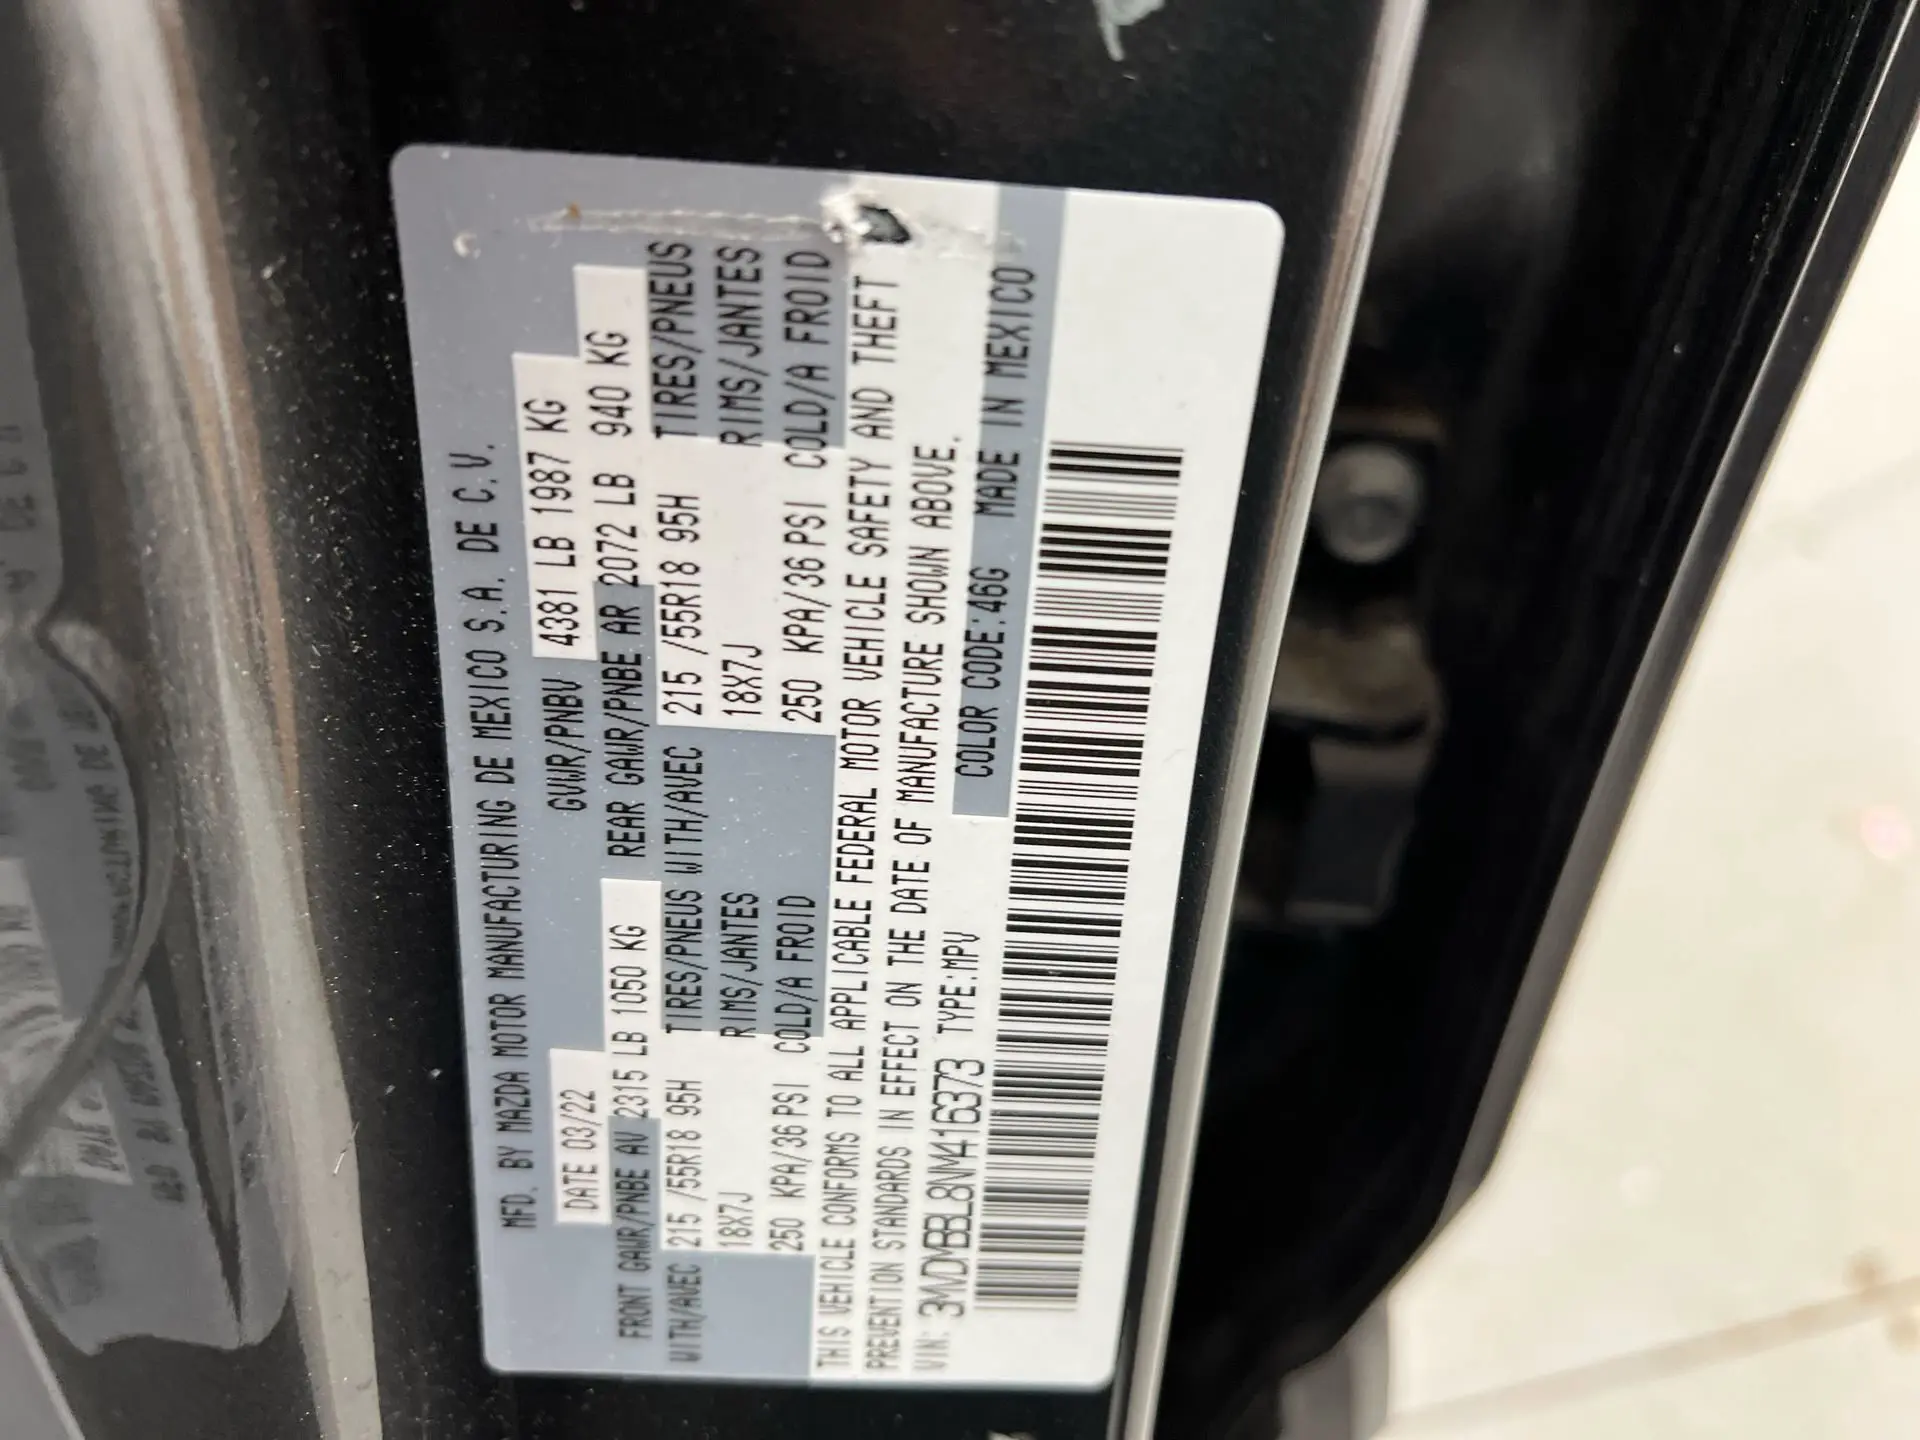 MFD. BY MAZDA MOTOR MANUFACTURING DE MEXICO S.A. DE C.V.
DATE 03/22 GVWR/PNBV 4381 LB 1987 KG
FRONT GAWR/PNBE AV 2315 LB 1050 KG REAR GAWR/PNBE AR 2072 LB 940 KG
WITH/AVEC 215 /55R18 95H TIRES/PNEUS WITH/AVEC 215 /55R18 95H TIRES/PNEUS
18X7J RIMS/JANTES 18X7J RIMS/JANTES
250 KPA/36PSI COLD/A FROID 250 KPA/36PSI COLD/A FROID
THIS VEHICLE CONFORMS TO ALL APPLICABLE FEDERAL MOTOR VEHICLE SAFETY AND THEFT
PREVENTION STANDARDS IN EFFECT ON THE DATE OF MANUFACTURE SHOWN ABOVE.
VIN: 3MVDMBBL8NM416373 TYPE:MPV COLOR CODE:46G MADE IN MEXICO